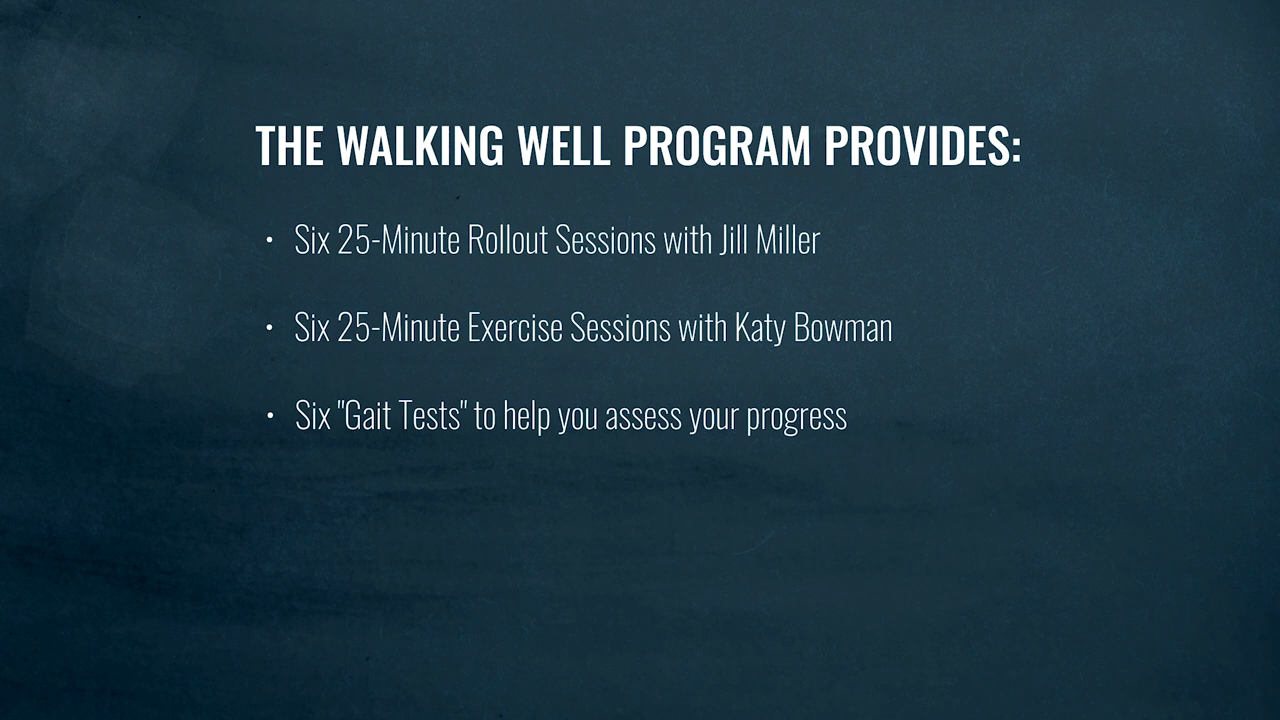 THE WALKING WELL PROGRAM PROVIDES:
• Six 25-Minute Rollout Sessions with Jill Miller
• Six 25-Minute Exercise Sessions with Katy Bowman
• Six "Gait Tests" to help you assess your progress